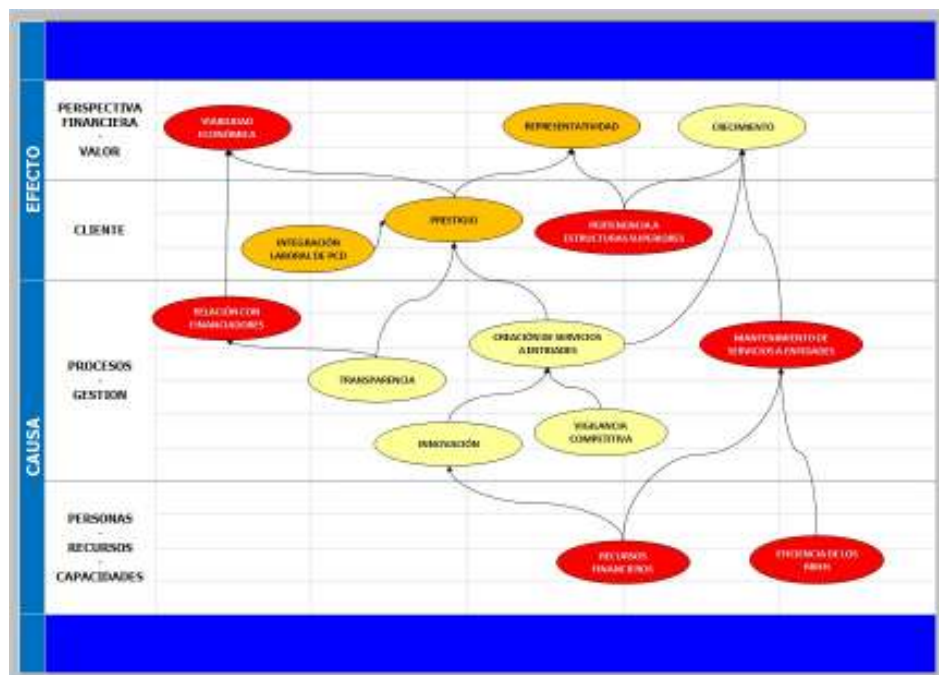 EFECTO
CAUSA
PERSPECTIVA
FINANCIERA
-
VALOR
VIABILIDAD
ECONÓMICA
REPRESENTATIVIDAD
CRECIMIENTO
CLIENTE
PRESTIGIO
INTEGRACIÓN
LABORAL DE PCD
PERTENENCIA A
ESTRUCTURAS SUPERIORES
PROCESOS
-
GESTION
RELACIÓN CON
FINANCIADORES
CREACIÓN DE SERVICIOS
A ENTIDADES
MANTENIMIENTO DE
SERVICIOS A ENTIDADES
TRANSPARENCIA
INNOVACIÓN
VIGILANCIA
COMPETITIVA
PERSONAS
-
RECURSOS
-
CAPACIDADES
RECURSOS
FINANCIEROS
EFICIENCIA DE LOS
RRHH